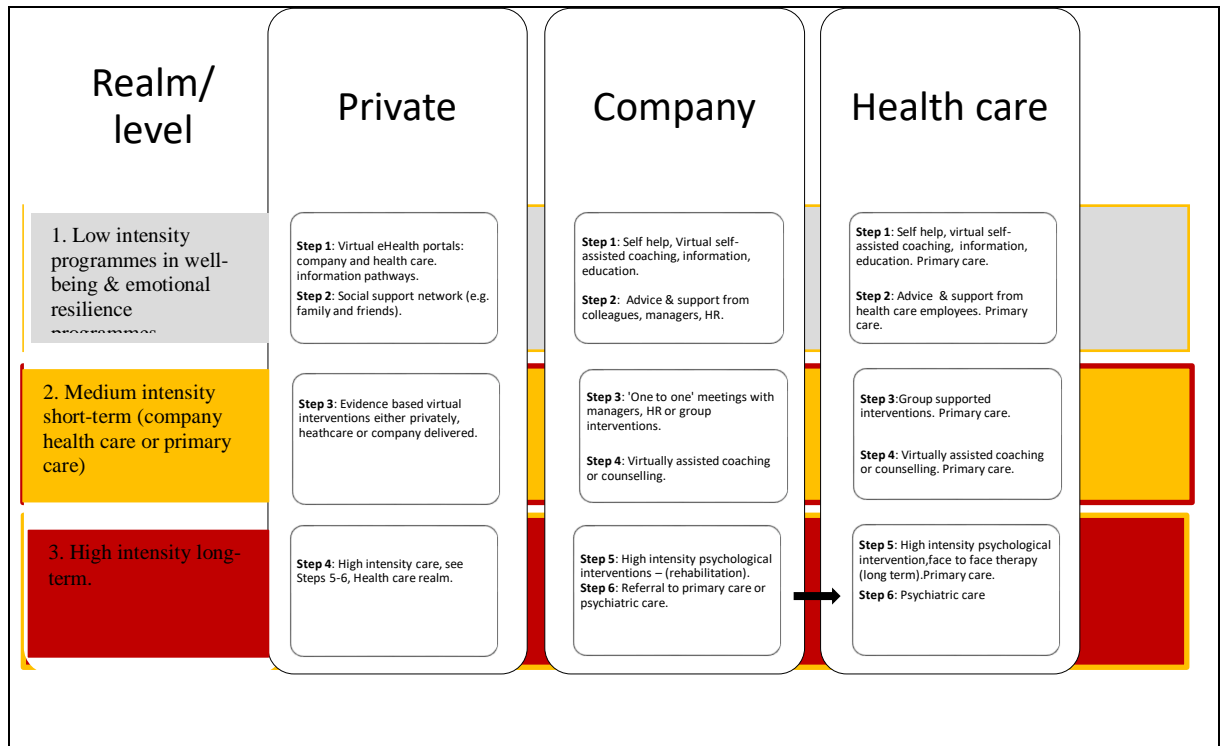 Realm/
level
Private
Company
Health care
1. Low intensity
programmes in well-
being & emotional
resilience
programmes
Step 1: Virtual eHealth portals:
company and health care.
information pathways.
Step 2: Social support network (e.g.
family and friends).
Step 1: Self help, Virtual self-
assisted coaching, information,
education.
Step 2: Advice & support from
colleagues, managers, HR.
Step 1: Self help, virtual self-
assisted coaching, information,
education. Primary care.
Step 2: Advice & support from
health care employees. Primary
care.
2. Medium intensity
short-term (company
health care or primary
care)
Step 3: Evidence based virtual
interventions either privately,
heathcare or company delivered.
Step 3: 'One to one' meetings with
managers, HR or group
interventions.
Step 4: Virtually assisted coaching
or counselling.
Step 3:Group supported
interventions. Primary care.
Step 4: Virtually assisted coaching
or counselling. Primary care.
3. High intensity long-
term.
Step 4: High intensity care, see
Steps 5-6, Health care realm.
Step 5: High intensity psychological
interventions – (rehabilitation).
Step 6: Referral to primary care or
psychiatric care.
Step 5: High intensity psychological
intervention,face to face therapy
(long term).Primary care.
Step 6: Psychiatric care